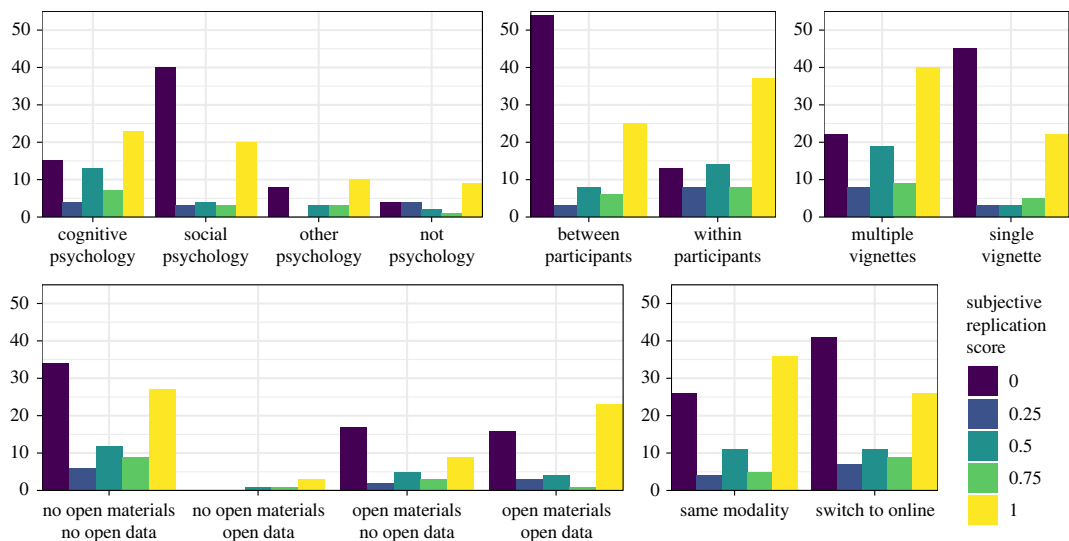 50
40
30
20
10
0
cognitive
psychology
social
psychology
other
psychology
not
psychology
50
40
30
20
10
0
between
participants
within
participants
50
40
30
20
10
0
multiple
vignettes
single
vignette
50
40
30
20
10
0
no open materials
no open data
no open materials
open data
open materials
no open data
open materials
open data
50
40
30
20
10
0
same modality
switch to online
subjective
replication
score
0
0.25
0.5
0.75
1